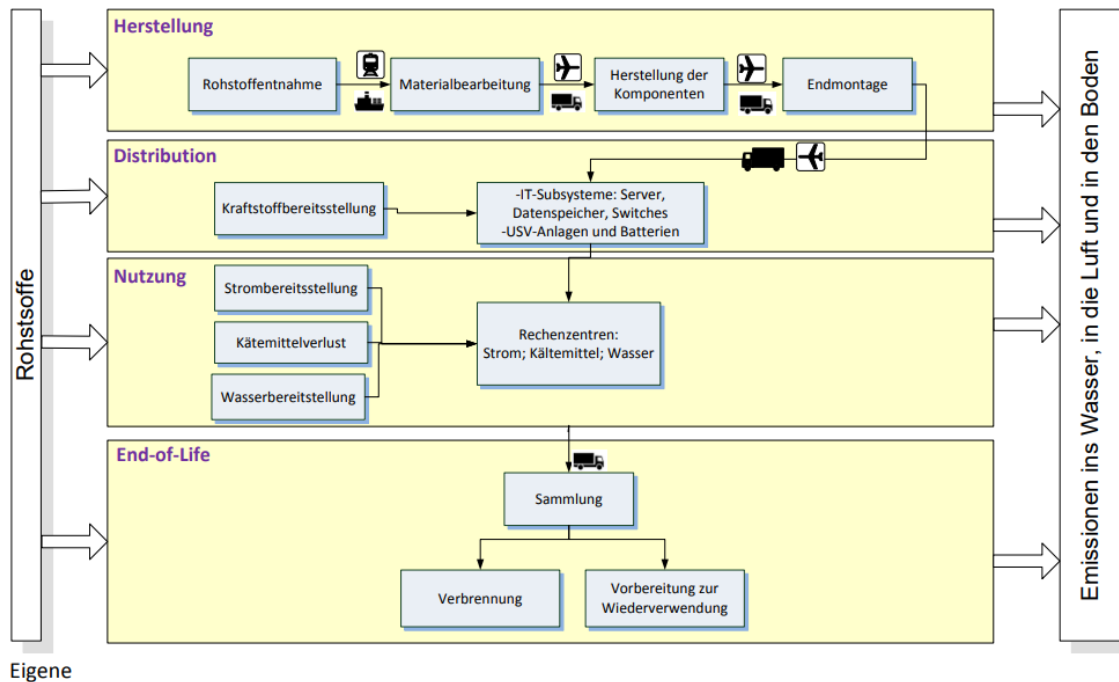 Herstellung
Rohstoffentnahme
Materialbearbeitung
Herstellung der
Komponenten
Endmontage
Distribution
Kraftstoffbereitsstellung
-IT-Subsysteme: Server,
Datenspeicher, Switches
-USV-Anlagen und Batterien
Nutzung
Strombereitsstellung
Kätemittelverlust
Wasserbereitstellung
Rechenzentren:
Strom; Kältemittel; Wasser
End-of-Life
Sammlung
Verbrennung
Vorbereitung zur
Wiederverwendung
Rohstsoffe
Emissionen ins Wasser, in die Luft und in den Boden
Eigene